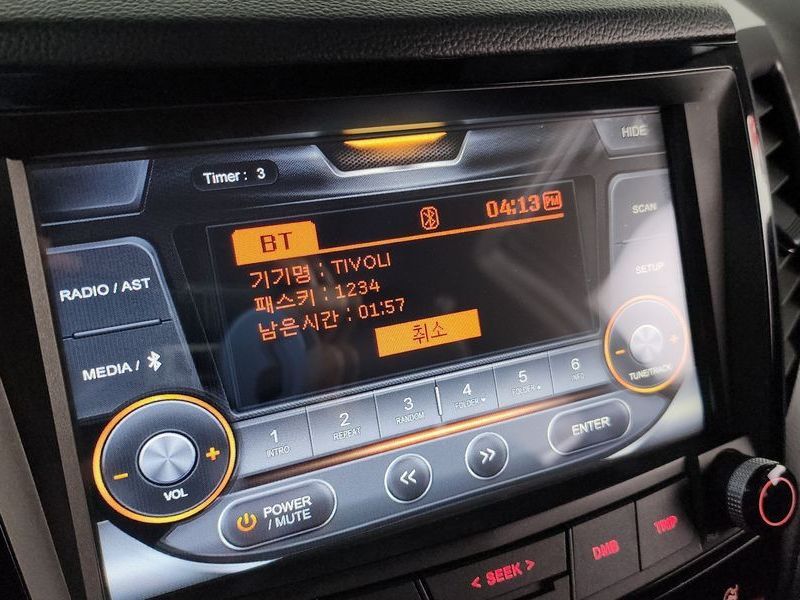 HIDE
Timer : 3
04:13 PM
BT
SCAN
RADIO / AST
기기명 : TIVOLI
패스키 : 1234
남은시간 : 01:57
취소
SETUP
MEDIA /
TUNE/TRACK
1 INTRO
2 REPEAT
3 RANDOM
4 FOLDER
5 FOLDER
6 INFO
VOL
POWER
/ MUTE
ENTER
< SEEK >
DMB
TRIP